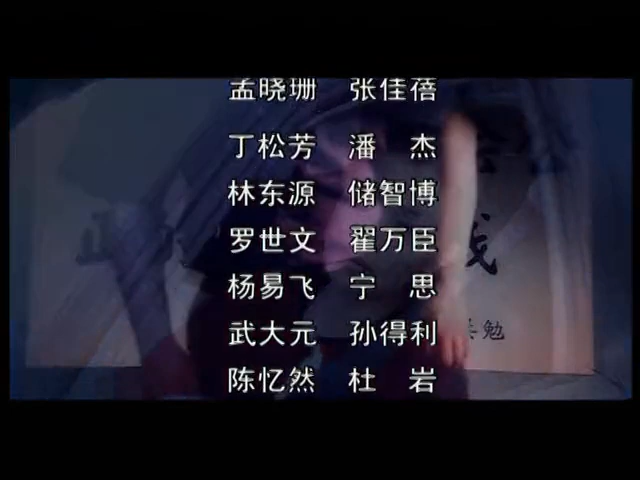 孟晓珊 张佳蓓
丁松芳 潘 杰
林东源 储智博
罗世文 翟万臣
杨易飞 宁 思
武大元 孙得利
陈忆然 杜 岩
勉